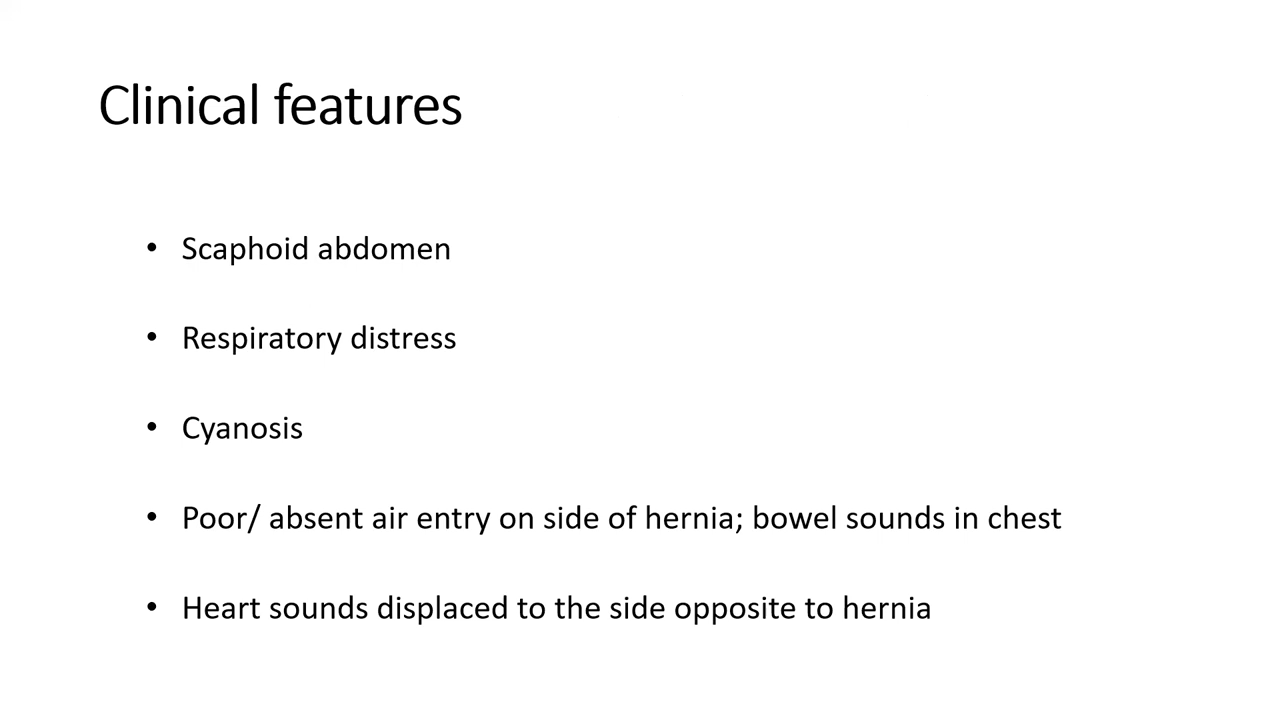 Clinical features
• Scaphoid abdomen
• Respiratory distress
• Cyanosis
• Poor/ absent air entry on side of hernia; bowel sounds in chest
• Heart sounds displaced to the side opposite to hernia